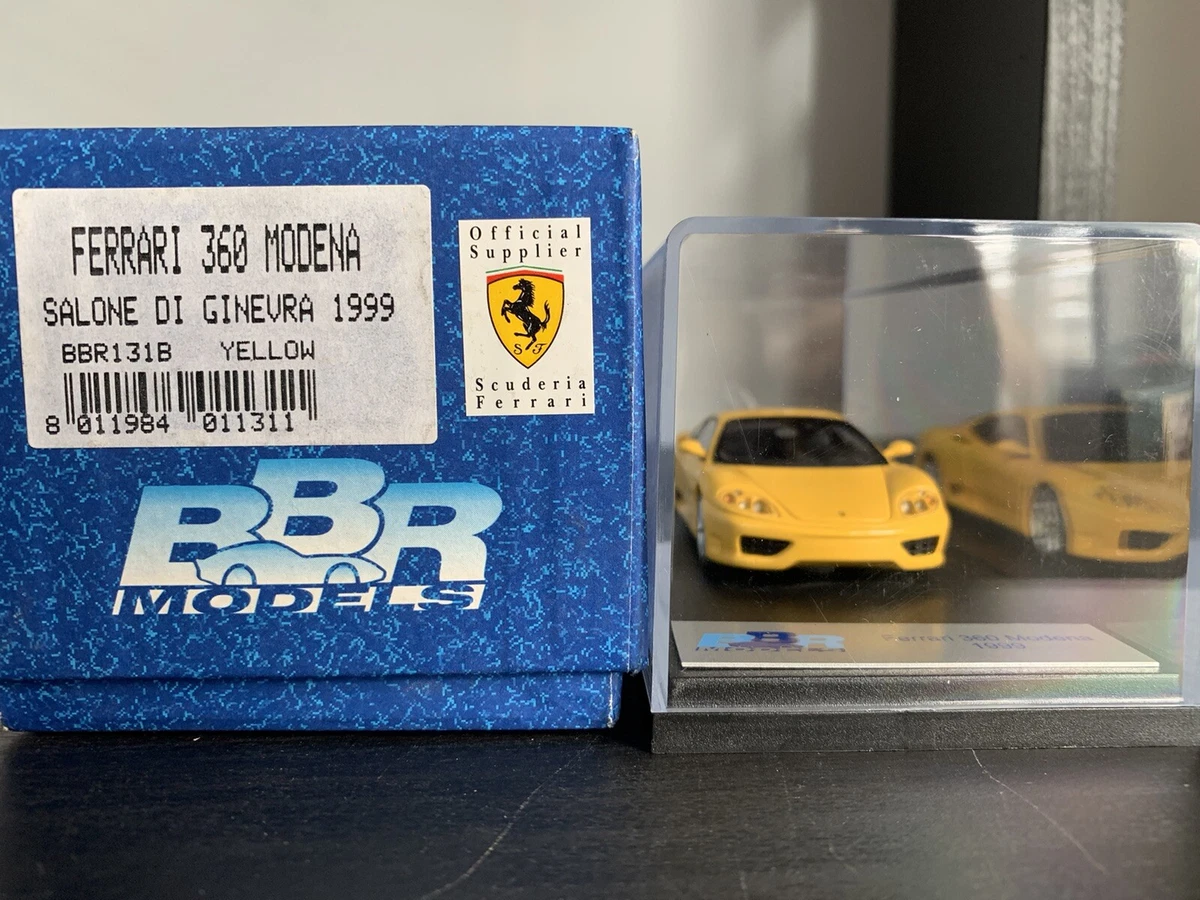 FERRARI 360 MODENA
SALONE DI GINEVRA 1999
BBR131B YELLOW
8 011984 011311
Official
Supplier
S F
Scuderia
Ferrari
BBR
MODELS
BBR
Ferrari 360 Modena
1999